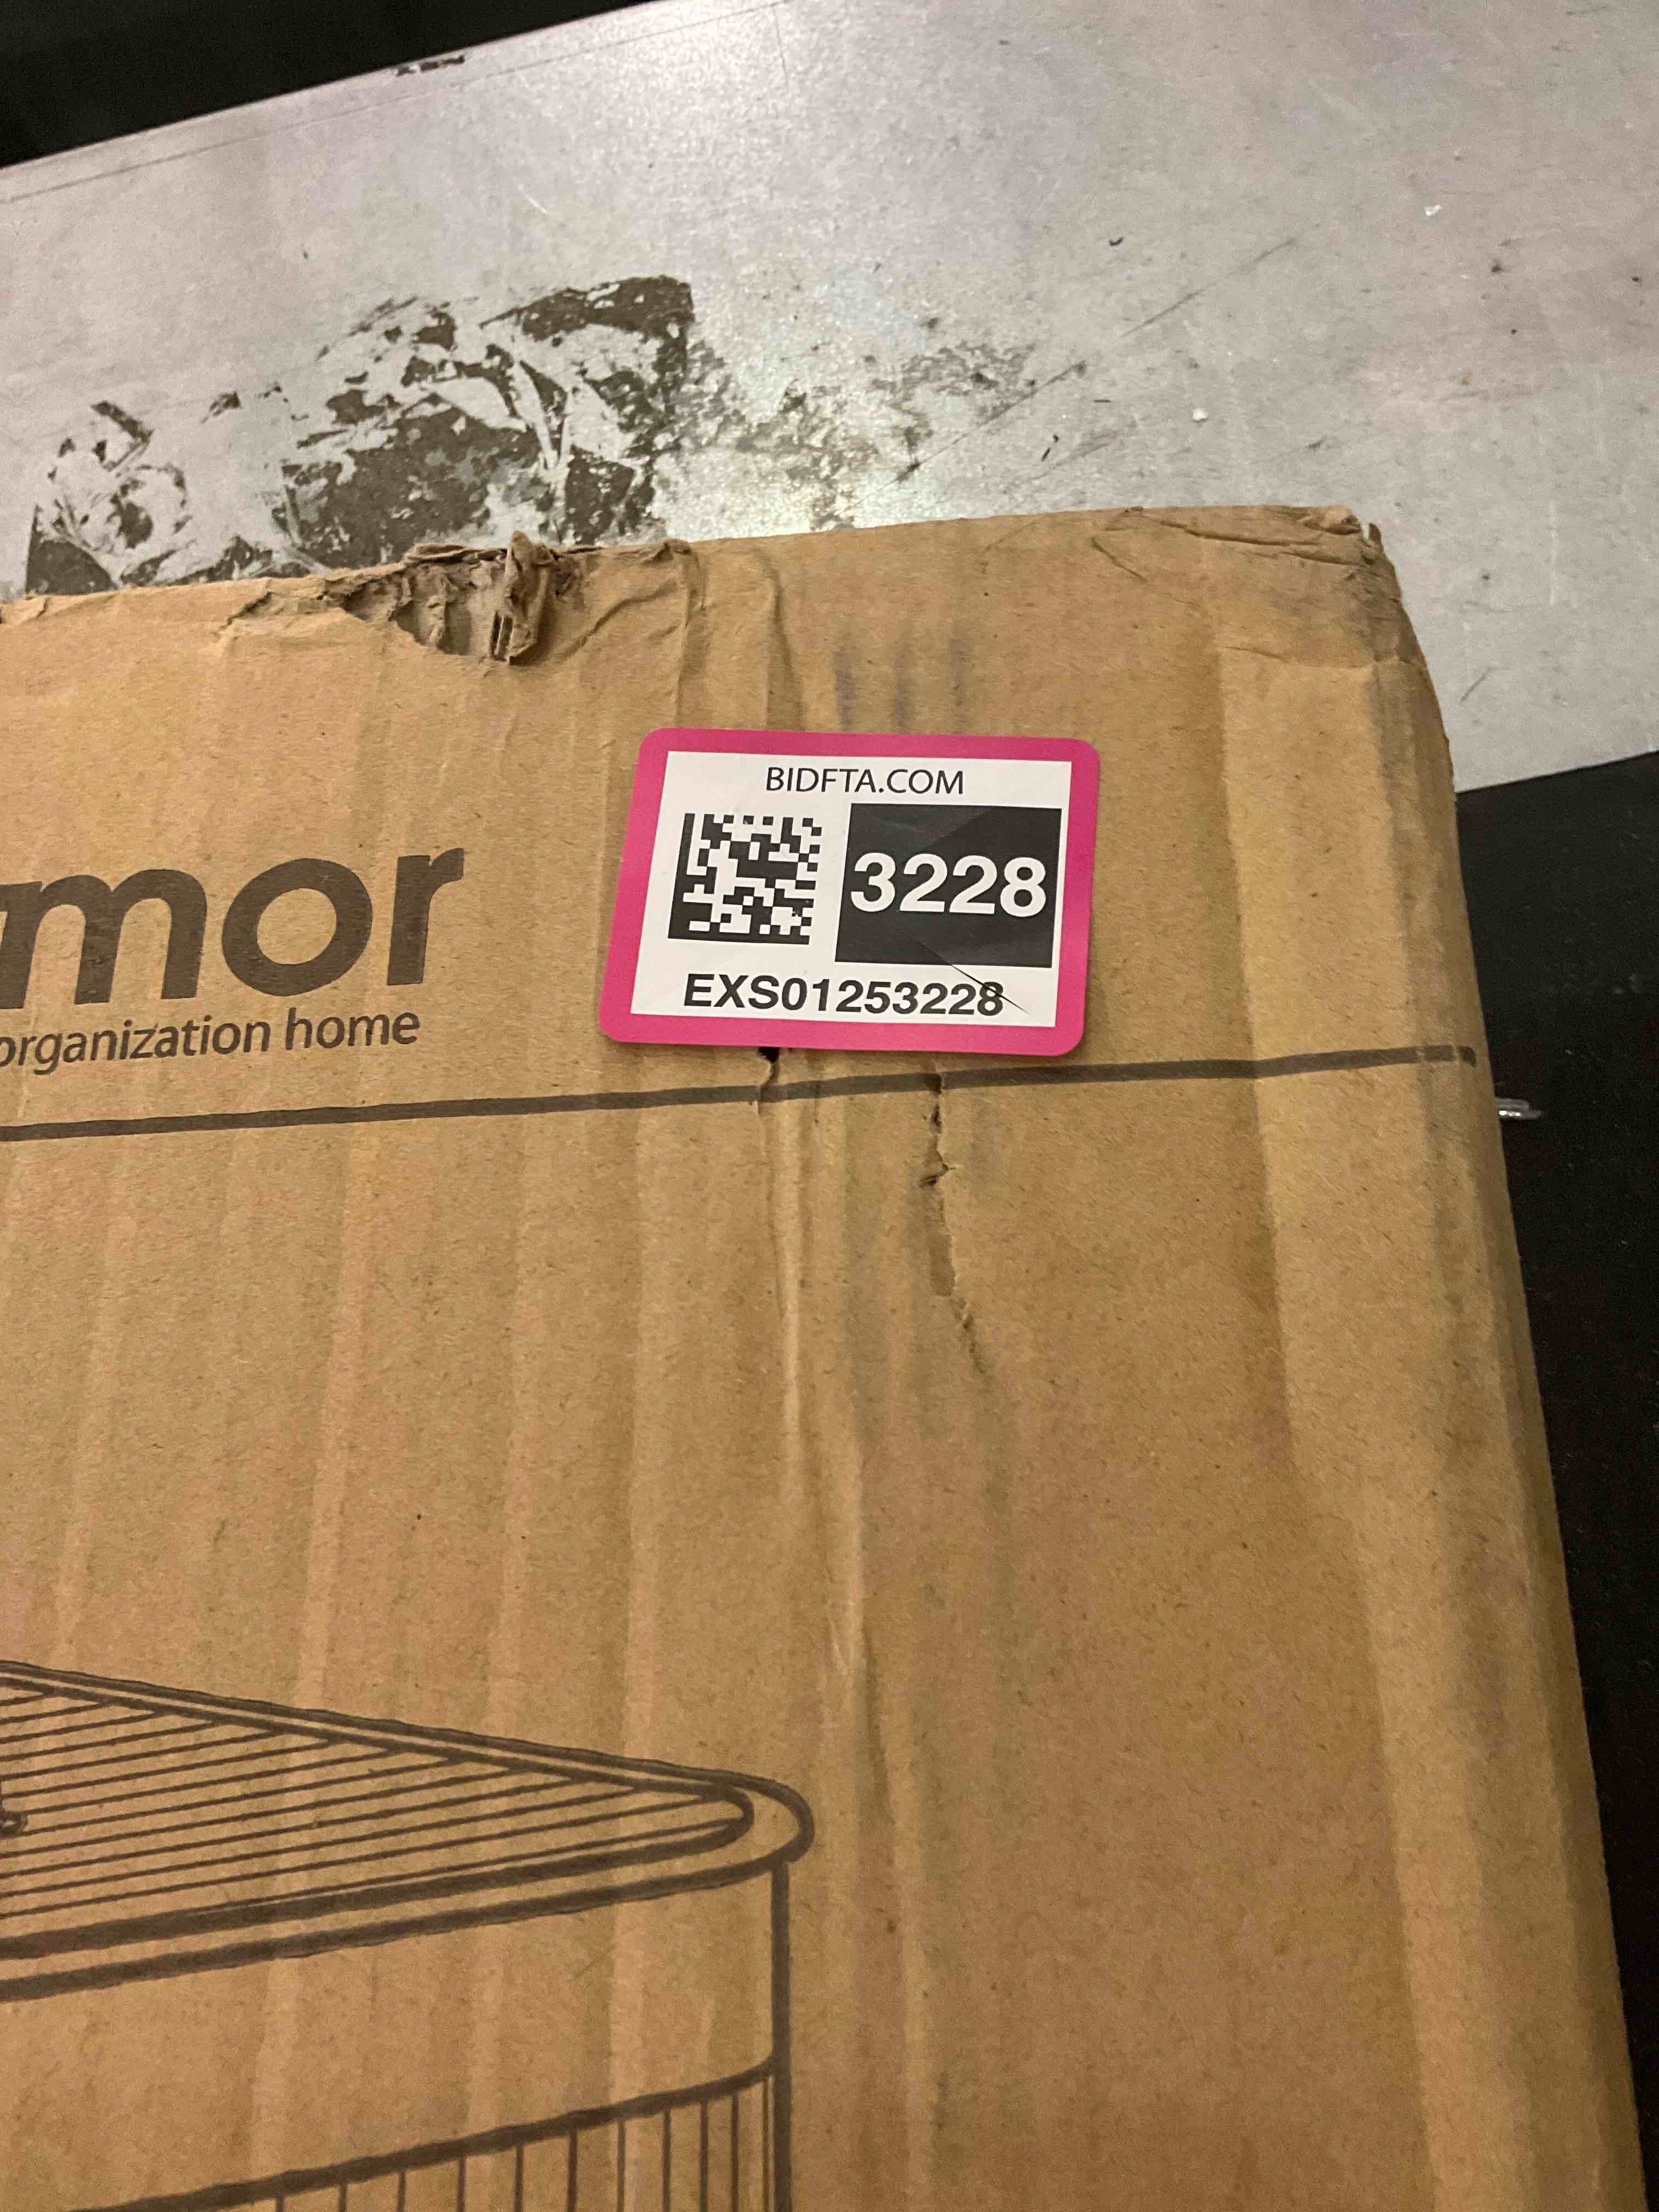 BIDFTA.COM
3228
EXS01253228
mor
organization home